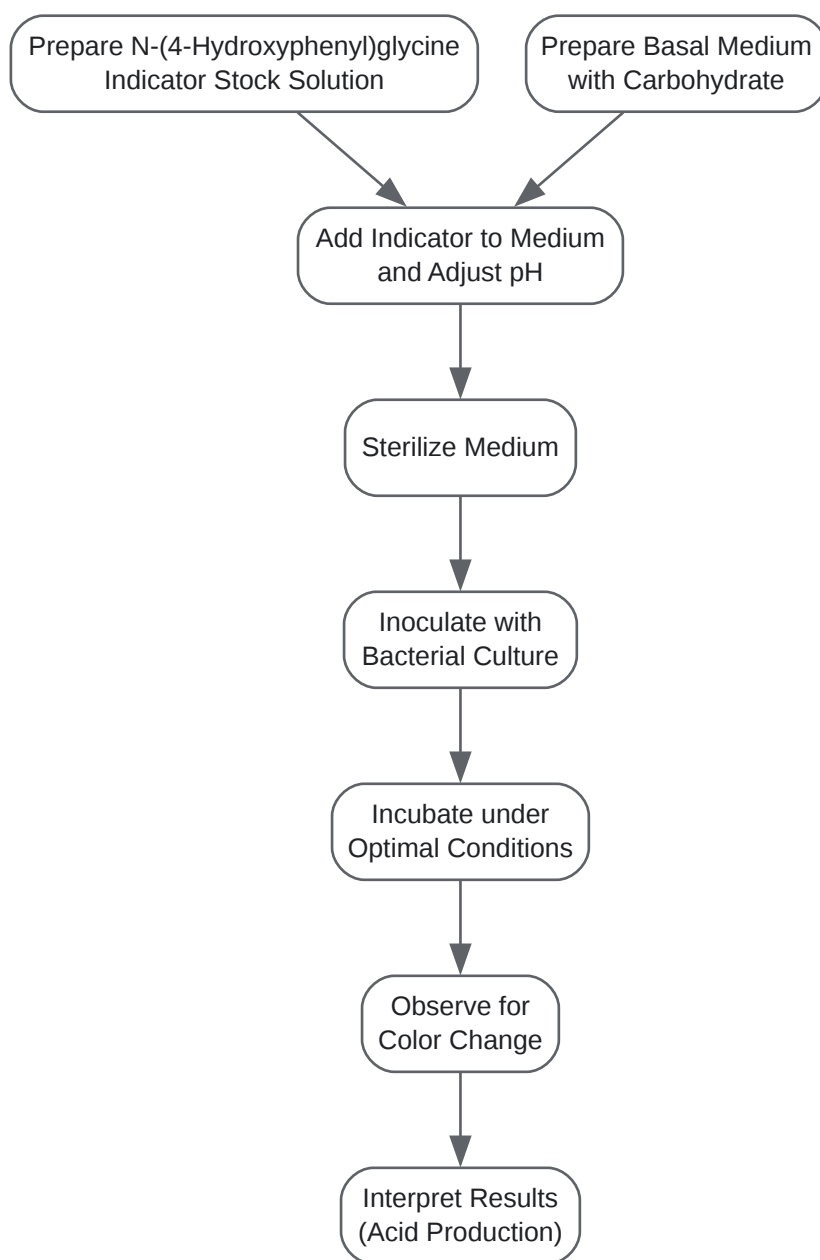 Prepare N-(4-Hydroxyphenyl)glycine
Indicator Stock Solution
Prepare Basal Medium
with Carbohydrate
Add Indicator to Medium
and Adjust pH
Sterilize Medium
Inoculate with
Bacterial Culture
Incubate under
Optimal Conditions
Observe for
Color Change
Interpret Results
(Acid Production)